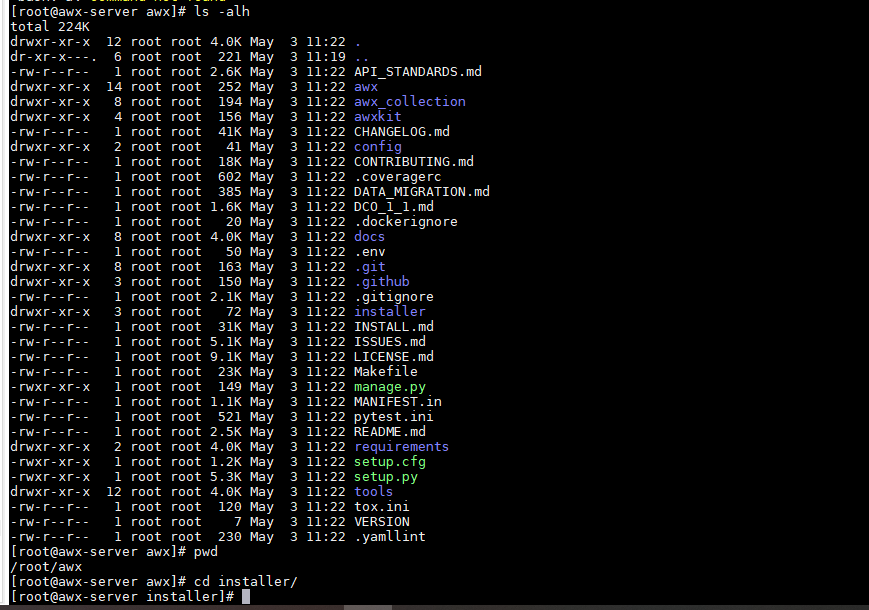 [root@awx-server awx]# ls -alh
total 224K
drwxr-xr-x  12 root root 4.0K May  3 11:22 .
dr-xr-x---.  6 root root  221 May  3 11:19 ..
-rw-r--r--   1 root root 2.6K May  3 11:22 API_STANDARDS.md
drwxr-xr-x  14 root root  252 May  3 11:22 awx
drwxr-xr-x   8 root root  194 May  3 11:22 awx_collection
drwxr-xr-x   4 root root  156 May  3 11:22 awxkit
-rw-r--r--   1 root root  41K May  3 11:22 CHANGELOG.md
drwxr-xr-x   2 root root   41 May  3 11:22 config
-rw-r--r--   1 root root  18K May  3 11:22 CONTRIBUTING.md
-rw-r--r--   1 root root  602 May  3 11:22 .coveragerc
-rw-r--r--   1 root root  385 May  3 11:22 DATA_MIGRATION.md
-rw-r--r--   1 root root 1.6K May  3 11:22 DCO_1_1.md
-rw-r--r--   1 root root   20 May  3 11:22 .dockerignore
drwxr-xr-x   8 root root 4.0K May  3 11:22 docs
-rw-r--r--   1 root root   50 May  3 11:22 .env
drwxr-xr-x   8 root root  163 May  3 11:22 .git
drwxr-xr-x   3 root root  150 May  3 11:22 .github
-rw-r--r--   1 root root 2.1K May  3 11:22 .gitignore
drwxr-xr-x   3 root root   72 May  3 11:22 installer
-rw-r--r--   1 root root  31K May  3 11:22 INSTALL.md
-rw-r--r--   1 root root 5.1K May  3 11:22 ISSUES.md
-rw-r--r--   1 root root 9.1K May  3 11:22 LICENSE.md
-rw-r--r--   1 root root  23K May  3 11:22 Makefile
-rwxr-xr-x   1 root root  149 May  3 11:22 manage.py
-rw-r--r--   1 root root 1.1K May  3 11:22 MANIFEST.in
-rw-r--r--   1 root root  521 May  3 11:22 pytest.ini
-rw-r--r--   1 root root 2.5K May  3 11:22 README.md
drwxr-xr-x   2 root root 4.0K May  3 11:22 requirements
-rwxr-xr-x   1 root root 1.2K May  3 11:22 setup.cfg
-rwxr-xr-x   1 root root 5.3K May  3 11:22 setup.py
drwxr-xr-x  12 root root 4.0K May  3 11:22 tools
-rw-r--r--   1 root root  120 May  3 11:22 tox.ini
-rw-r--r--   1 root root    7 May  3 11:22 VERSION
-rw-r--r--   1 root root  230 May  3 11:22 .yamllint
[root@awx-server awx]# pwd
/root/awx
[root@awx-server awx]# cd installer/
[root@awx-server installer]#